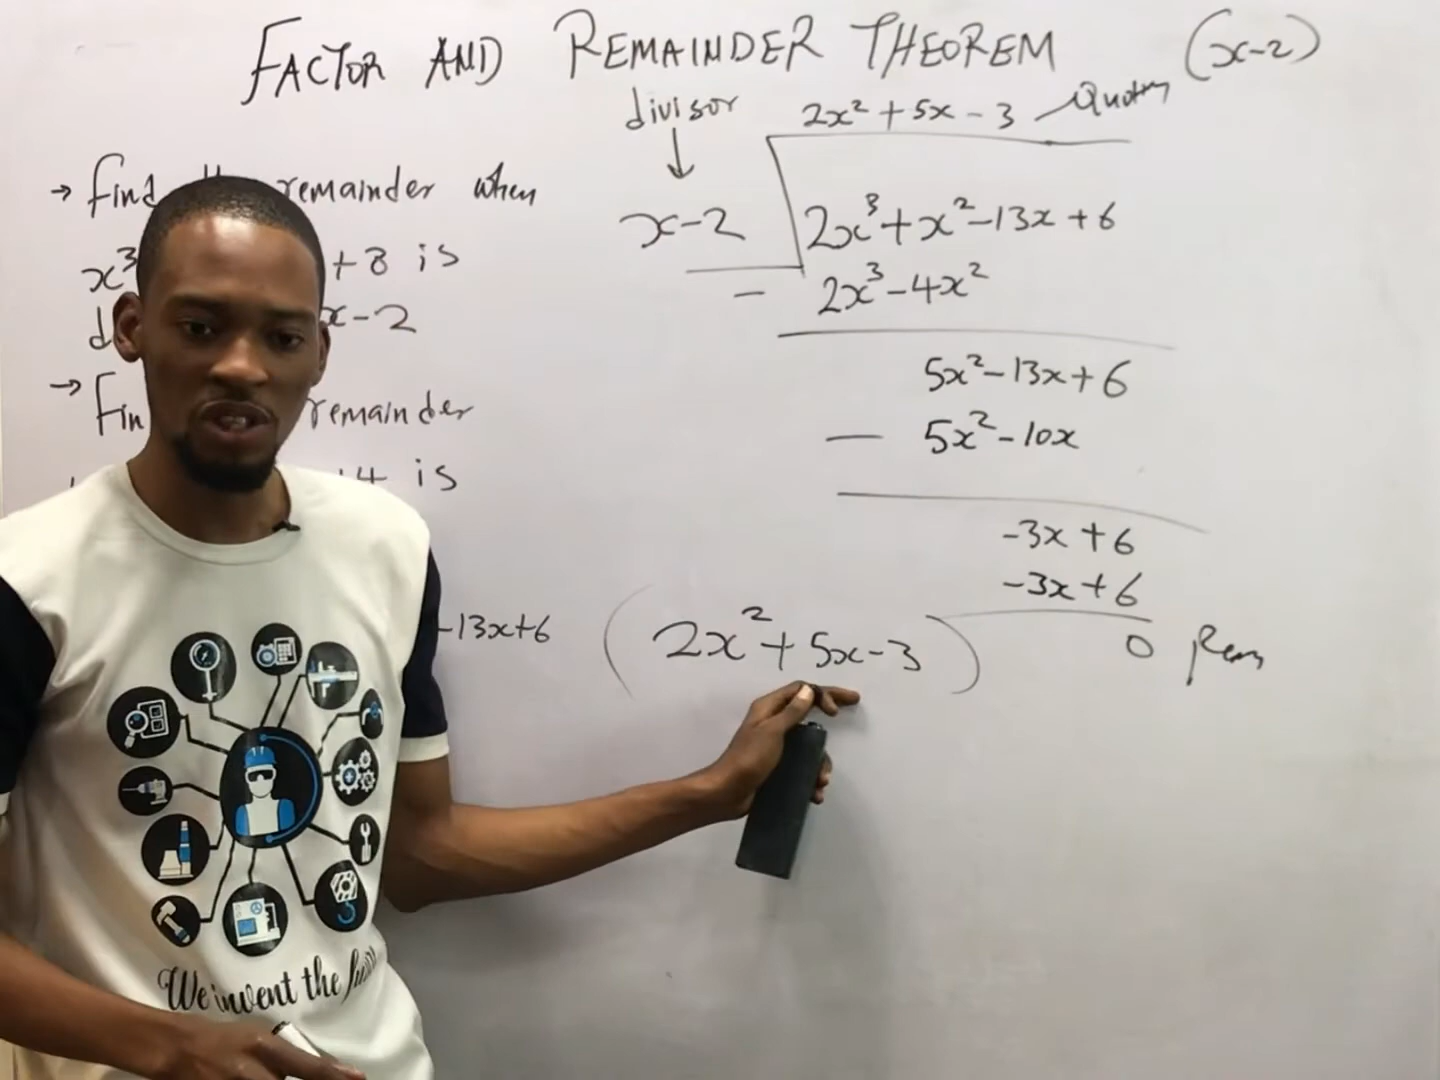 FACTOR AND REMAINDER THEOREM (x-2)
→ find remainder when
x³ +8 is
x-2
→ Fin remainder
4 is
-13x+6
divisor
↓
2x² + 5x - 3 — Quotn
x-2 2x³+x²-13x+6
- 2x³-4x²
5x²-13x+6
- 5x²-10x
-3x+6
-3x+6
0 Rem
(2x²+5x-3)
We invent the